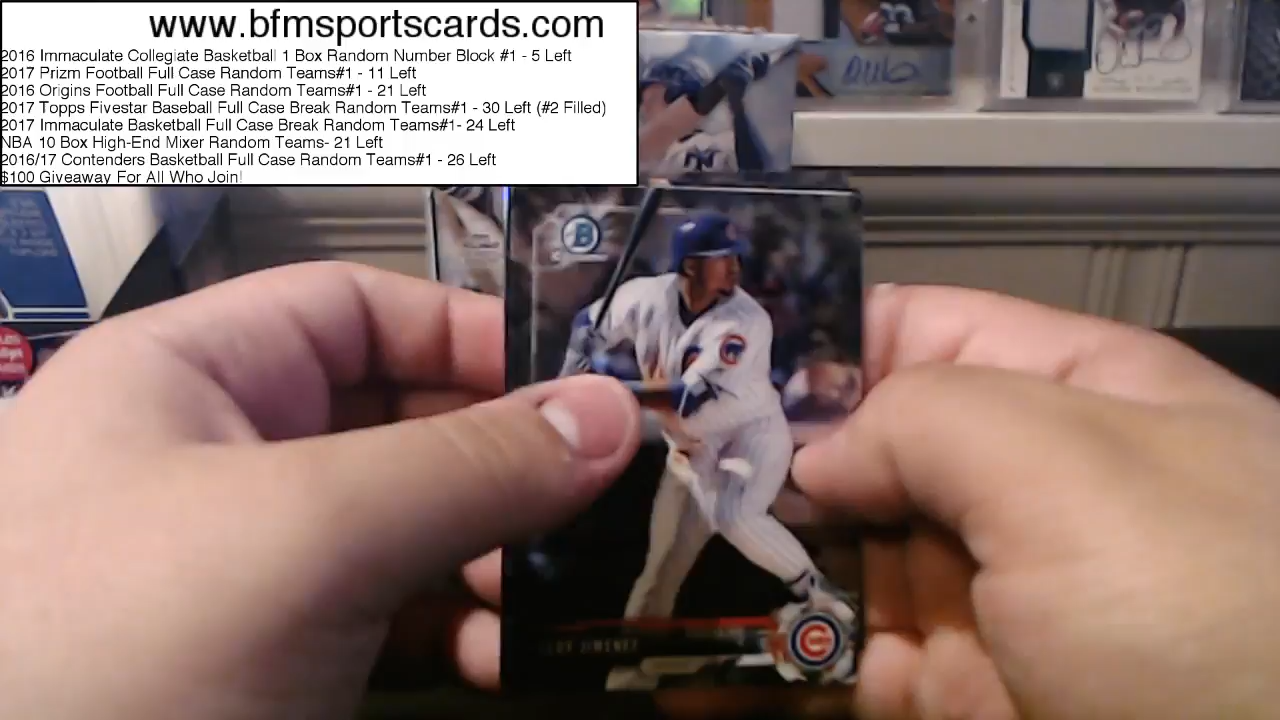 www.bfmsportscards.com
2016 Immaculate Collegiate Basketball 1 Box Random Number Block #1 - 5 Left
2017 Prizm Football Full Case Random Teams#1 - 11 Left
2016 Origins Football Full Case Random Teams#1 - 21 Left
2017 Topps Fivestar Baseball Full Case Break Random Teams#1 - 30 Left (#2 Filled)
2017 Immaculate Basketball Full Case Break Random Teams#1- 24 Left
NBA 10 Box High-End Mixer Random Teams- 21 Left
2016/17 Contenders Basketball Full Case Random Teams#1 - 26 Left
$100 Giveaway For All Who Join!
B
JIMENEZ